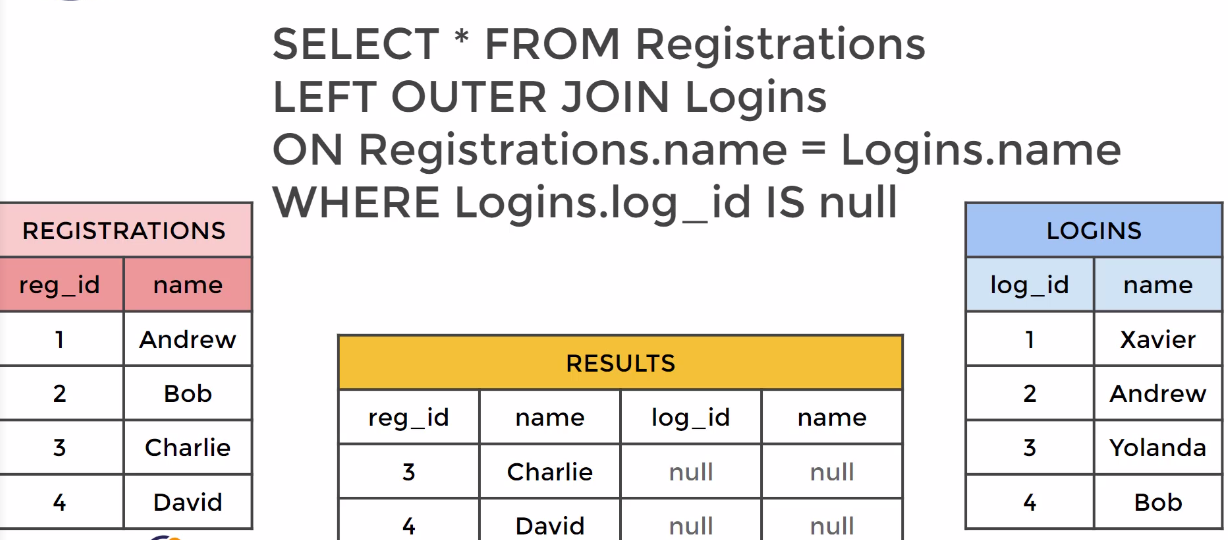 SELECT * FROM Registrations
LEFT OUTER JOIN Logins
ON Registrations.name = Logins.name
WHERE Logins.log_id IS null
REGISTRATIONS
reg_id name
1 Andrew
2 Bob
3 Charlie
4 David
RESULTS
reg_id name log_id name
3 Charlie null null
4 David null null
LOGINS
log_id name
1 Xavier
2 Andrew
3 Yolanda
4 Bob